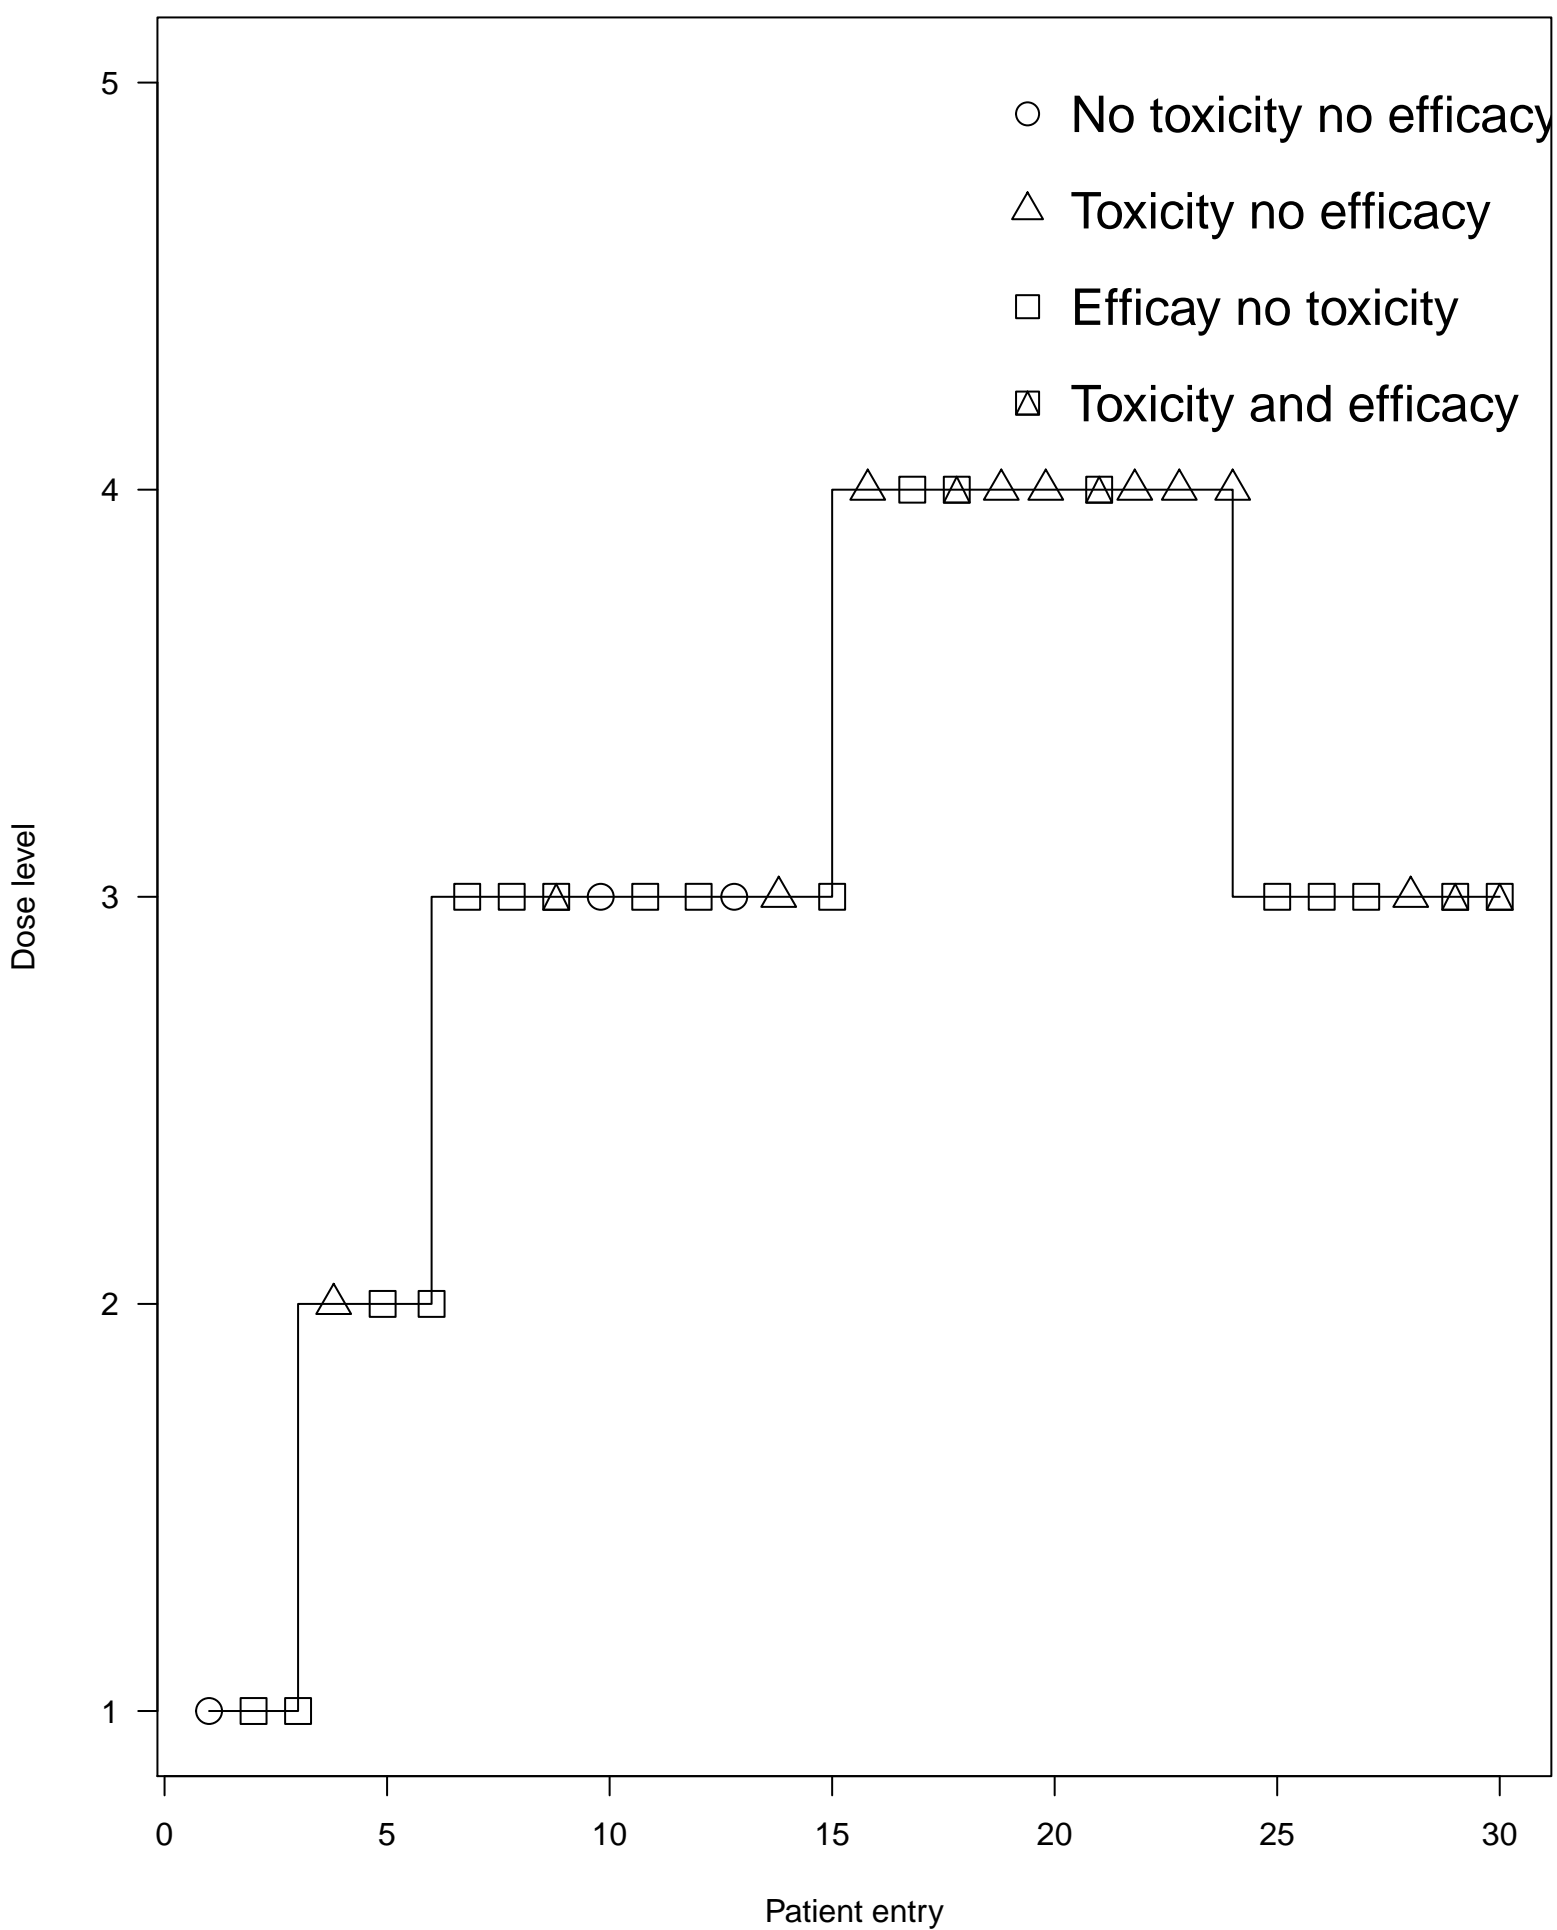 5
No toxicity no efficacy
Toxicity no efficacy
Efficay no toxicity
Toxicity and efficacy
4
3
2
1
Dose level
0 5 10 15 20 25 30
Patient entry